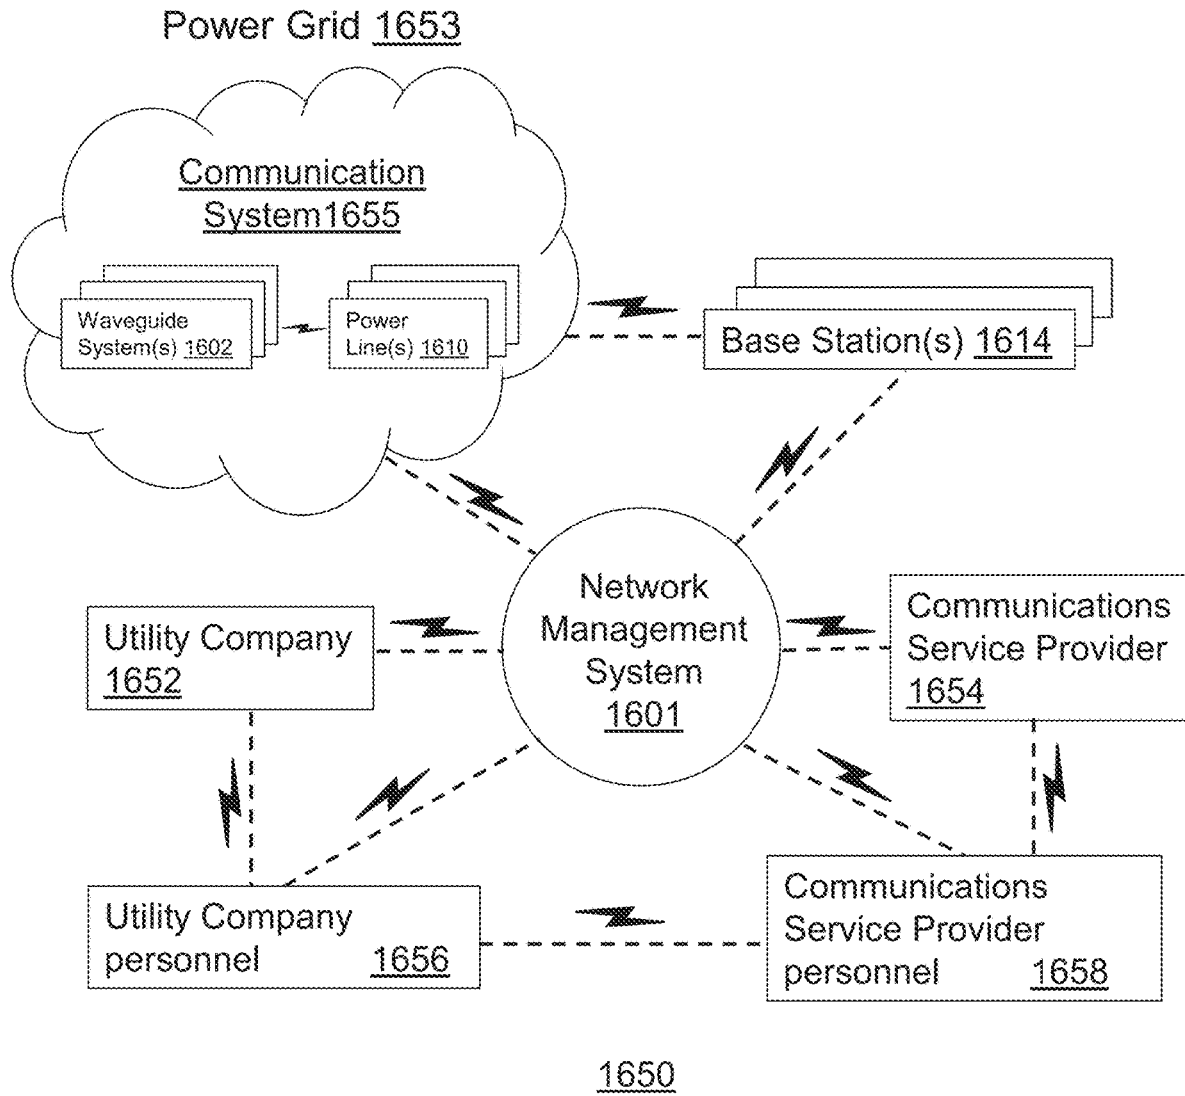 Power Grid 1653
Communication
System1655
Waveguide
System(s) 1602
Power
Line(s) 1610
Base Station(s) 1614
Network
Management
System
1601
Utility Company
1652
Communications
Service Provider
1654
Utility Company
personnel 1656
Communications
Service Provider
personnel 1658
1650